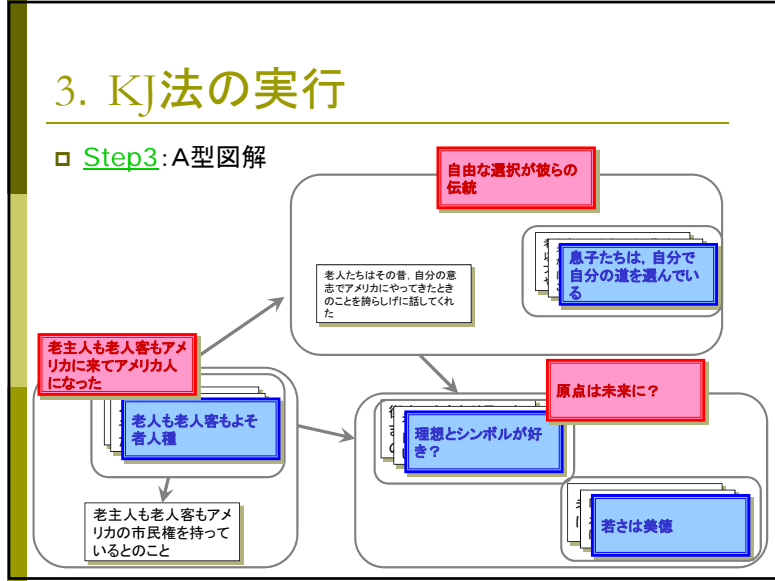 3. KJ法の実行
Step3:A型図解
自由な選択が彼らの
伝統
息子たちは，自分で
自分の道を選んでい
る
老人たちはその昔，自分の意
志でアメリカにやってきたとき
のことを誇らしげに話してくれ
た
老主人も老人客もアメ
リカに来てアメリカ人
になった
老人も老人客もよそ
者人種
老主人も老人客もアメ
リカの市民権を持って
いるとのこと
原点は未来に？
理想とシンボルが好
き？
若さは美徳